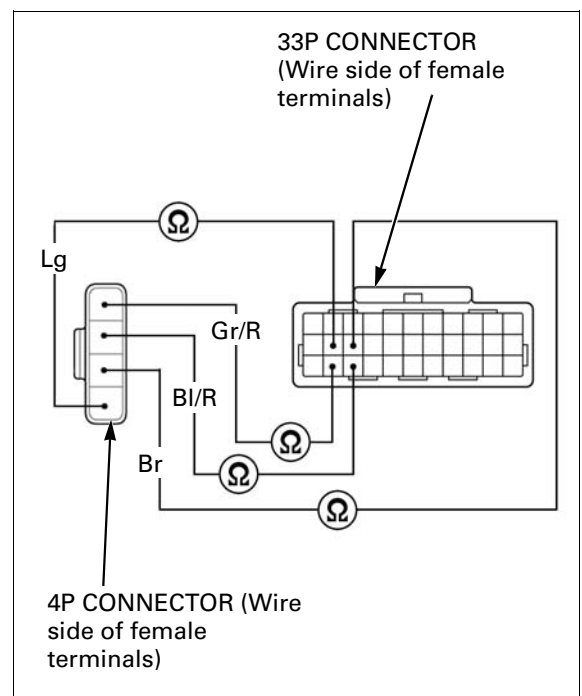 33P CONNECTOR
(Wire side of female
terminals)
Ω
Lg
Gr/R
Bl/R
Ω
Br
Ω
Ω
4P CONNECTOR (Wire
side of female
terminals)